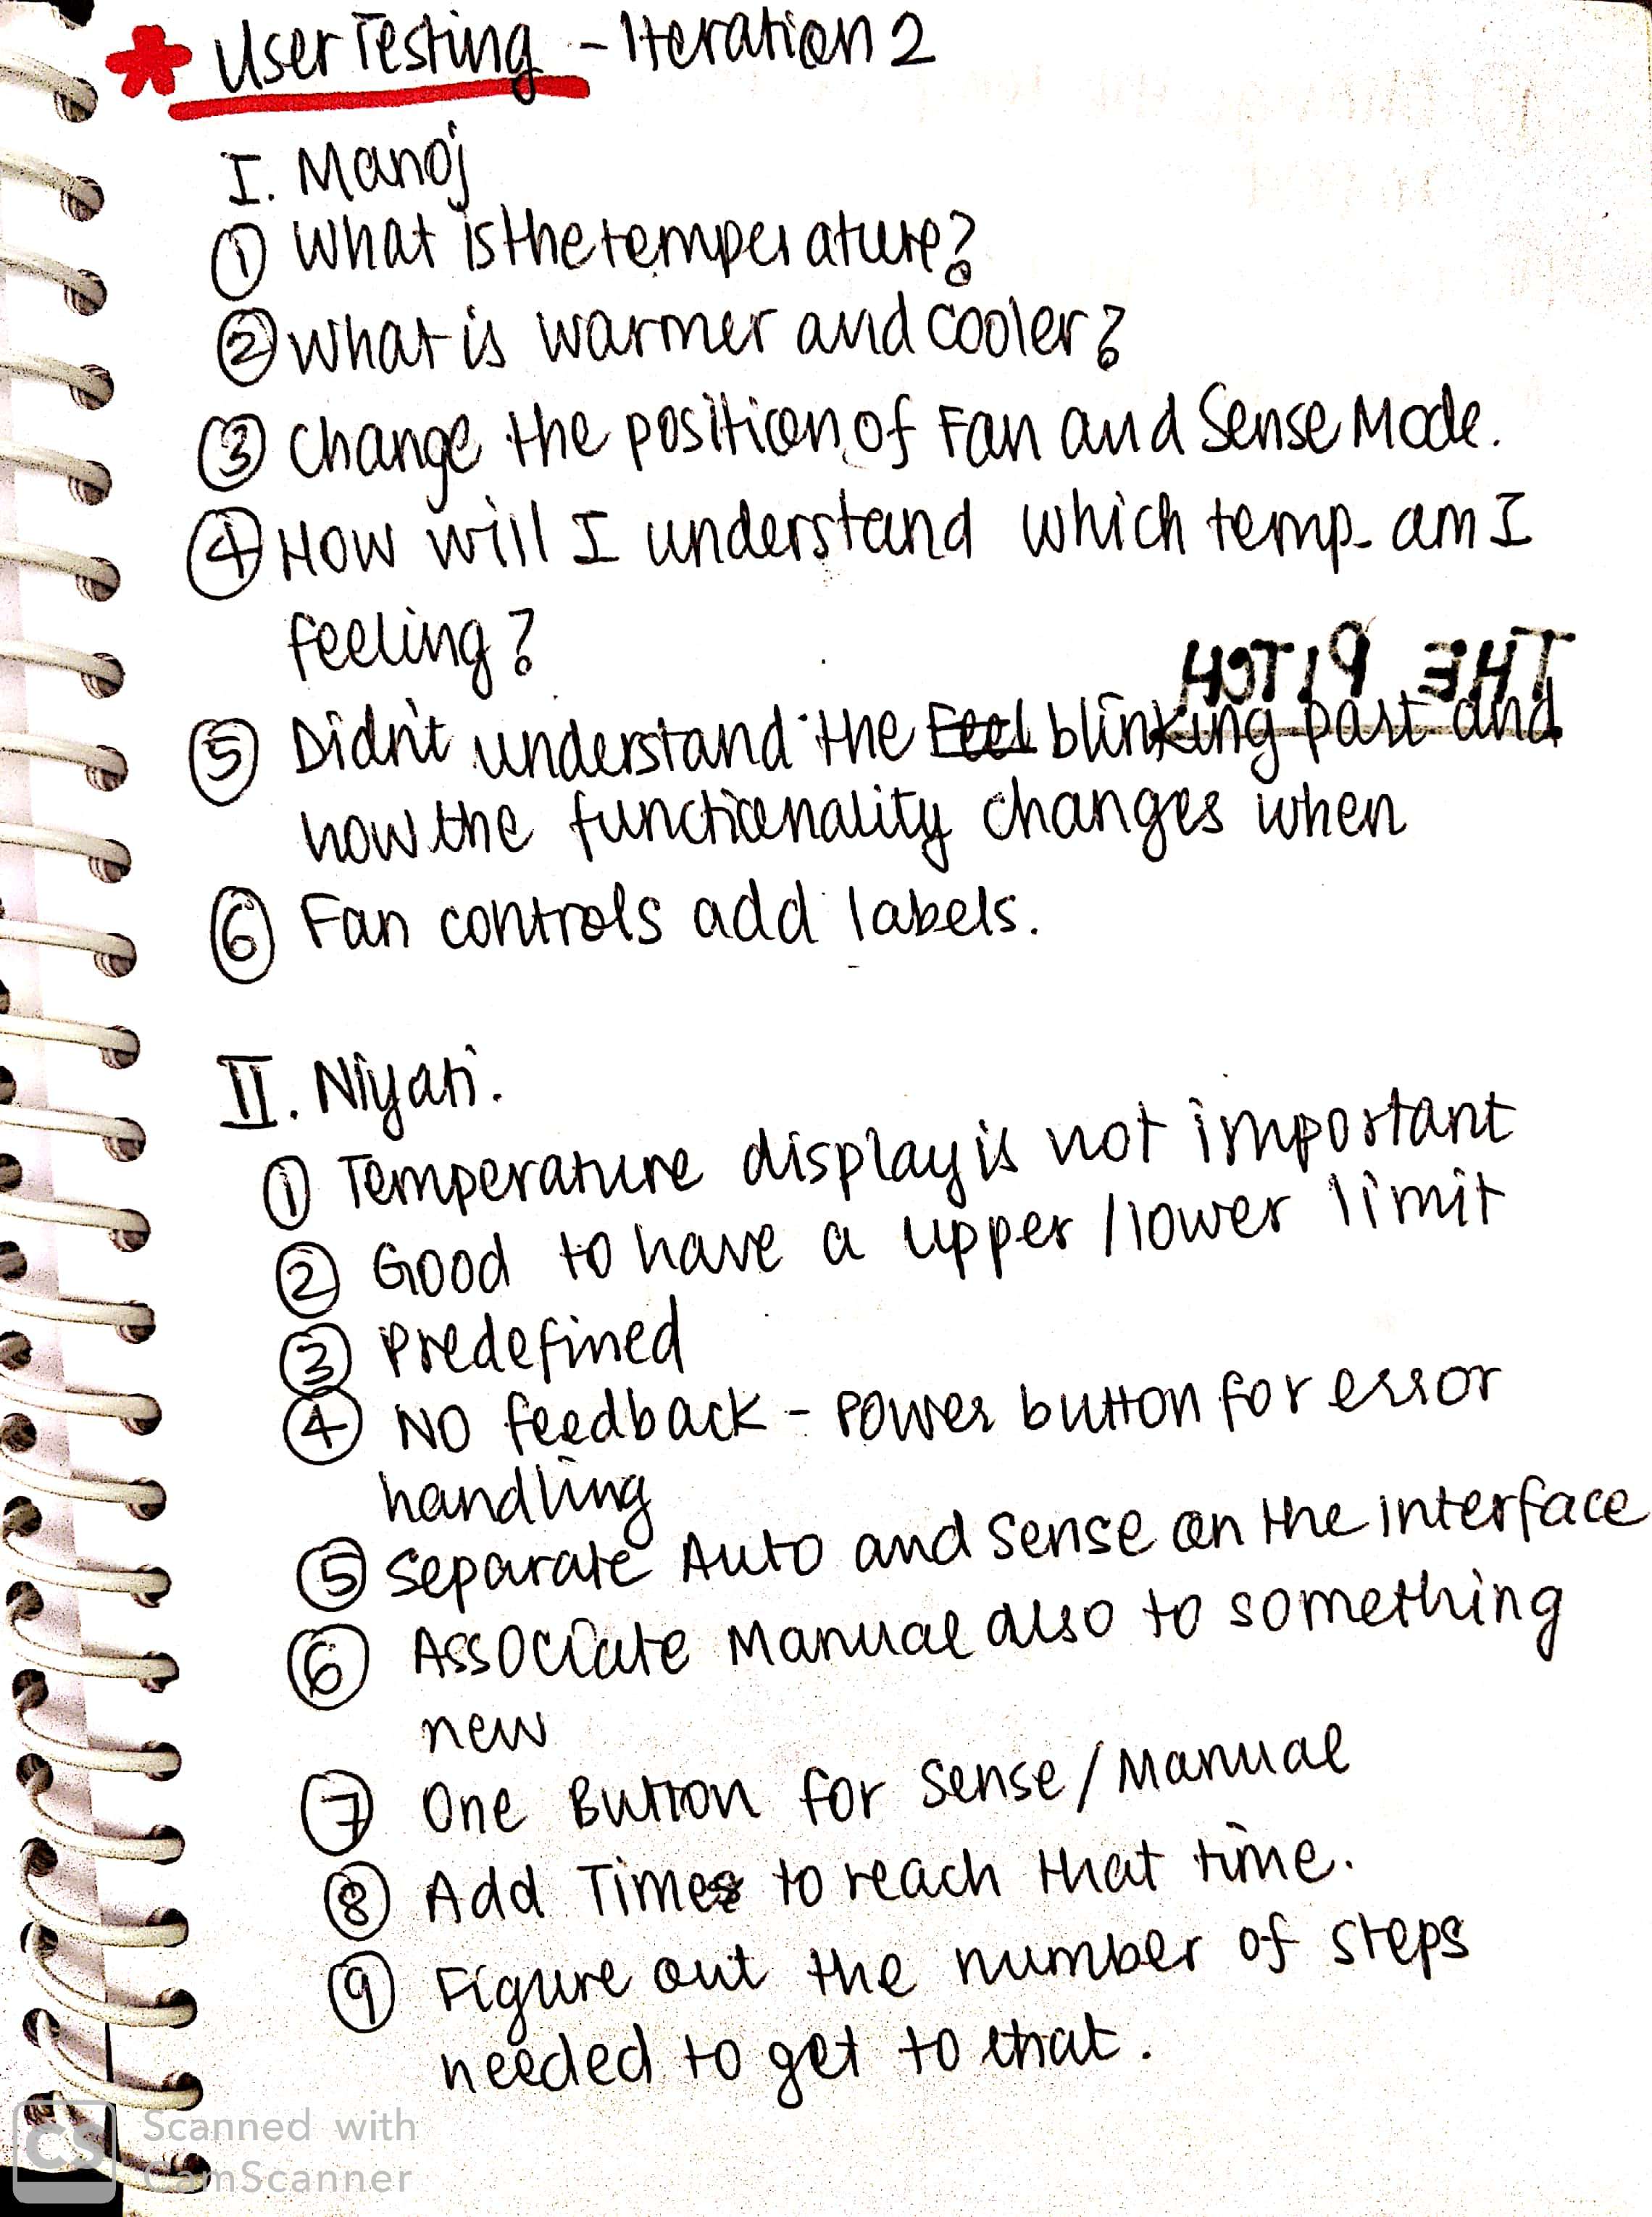 * User Testing - Iteration 2
I. Manoj
① What is the temperature?
② What is warmer and cooler?
③ Change the position of Fan and Sense Mode.
④ How will I understand which temp. am I
feeling?
THE PITCH
⑤ Didn't understand the Feel blinking part and
how the functionality changes when
⑥ Fan controls add labels.
II. Niyati.
① Temperature display is not important
② Good to have a upper / lower limit
③ Predefined
④ No feedback - Power button for error
handling
⑤ Separate Auto and Sense on the interface
⑥ Associate Manual also to something
new
⑦ One Button for Sense / Manual
⑧ Add Times to reach that time.
⑨ Figure out the number of steps
needed to get to that.
CS Scanned with
CamScanner